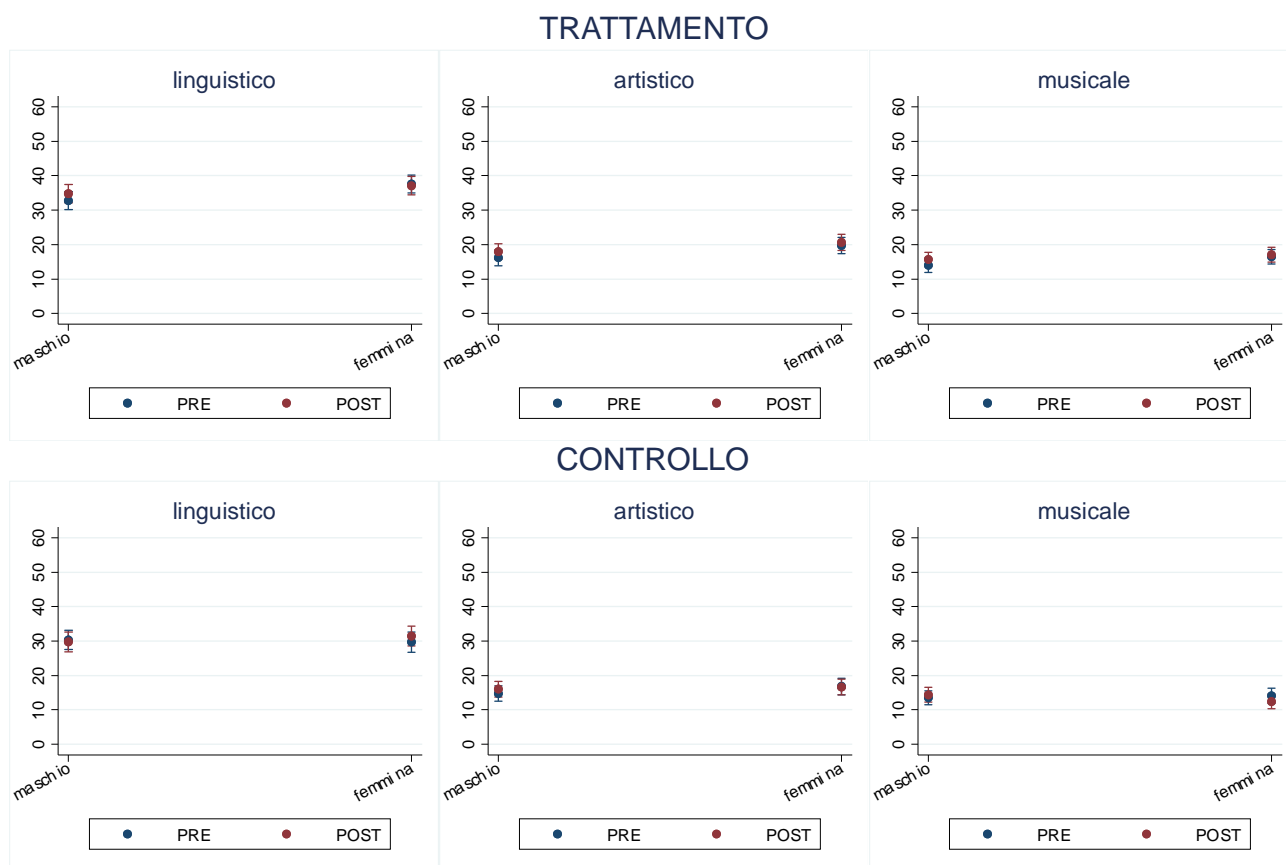 TRATTAMENTO
linguistico
60
50
40
30
20
10
0
maschio
femmina
PRE
POST
artistico
60
50
40
30
20
10
0
maschio
femmina
PRE
POST
musicale
60
50
40
30
20
10
0
maschio
femmina
PRE
POST
CONTROLLO
linguistico
60
50
40
30
20
10
0
maschio
femmina
PRE
POST
artistico
60
50
40
30
20
10
0
maschio
femmina
PRE
POST
musicale
60
50
40
30
20
10
0
maschio
femmina
PRE
POST